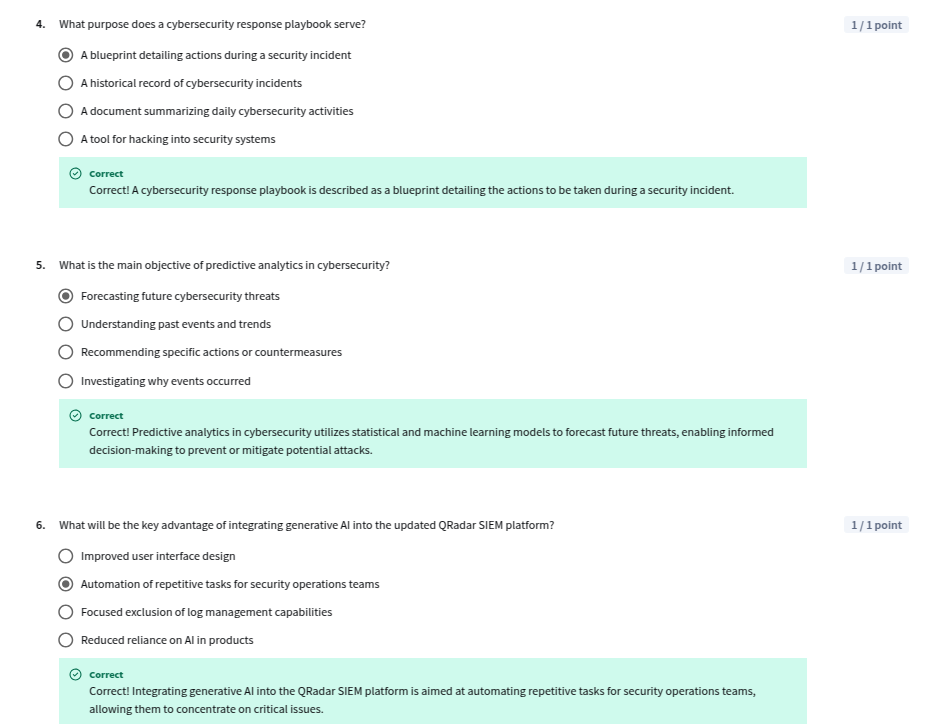 4. What purpose does a cybersecurity response playbook serve? 1 / 1 point
A blueprint detailing actions during a security incident
A historical record of cybersecurity incidents
A document summarizing daily cybersecurity activities
A tool for hacking into security systems
Correct
Correct! A cybersecurity response playbook is described as a blueprint detailing the actions to be taken during a security incident.
5. What is the main objective of predictive analytics in cybersecurity? 1 / 1 point
Forecasting future cybersecurity threats
Understanding past events and trends
Recommending specific actions or countermeasures
Investigating why events occurred
Correct
Correct! Predictive analytics in cybersecurity utilizes statistical and machine learning models to forecast future threats, enabling informed
decision-making to prevent or mitigate potential attacks.
6. What will be the key advantage of integrating generative AI into the updated QRadar SIEM platform? 1 / 1 point
Improved user interface design
Automation of repetitive tasks for security operations teams
Focused exclusion of log management capabilities
Reduced reliance on AI in products
Correct
Correct! Integrating generative AI into the QRadar SIEM platform is aimed at automating repetitive tasks for security operations teams,
allowing them to concentrate on critical issues.